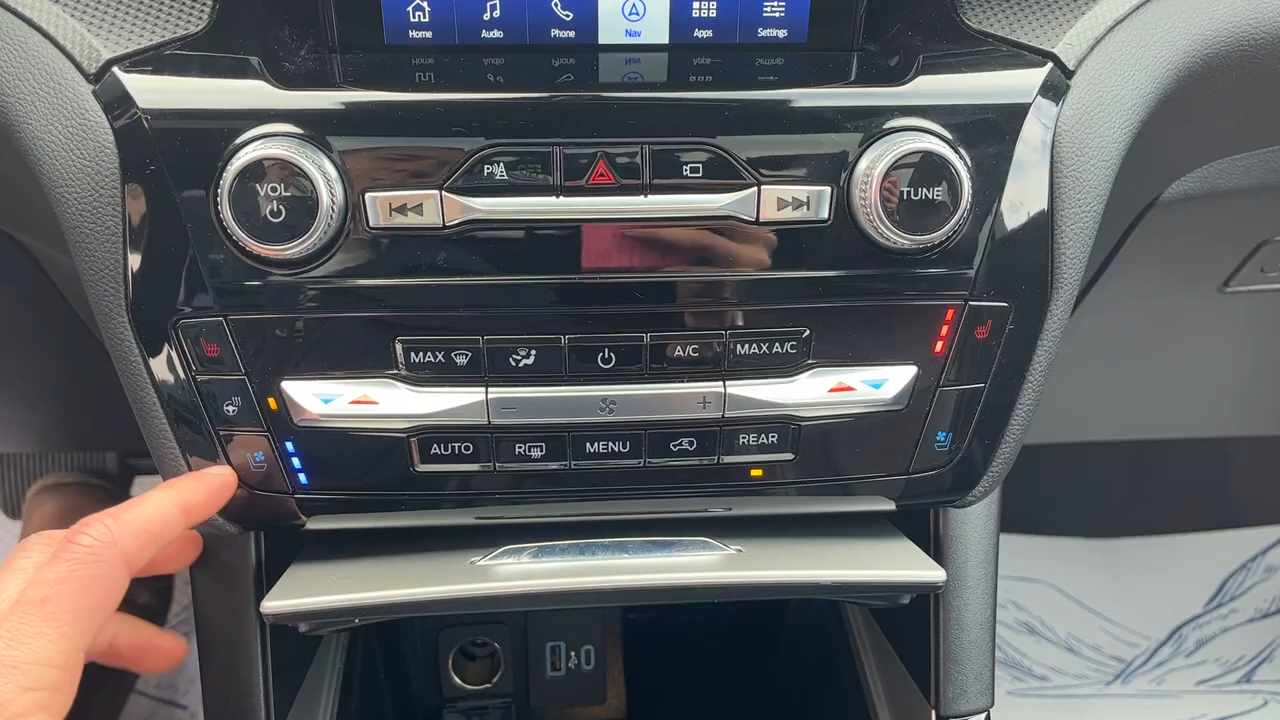 Home Audio Phone Nav Apps Settings
VOL
TUNE
MAX
A/C
MAX A/C
AUTO
R
MENU
REAR